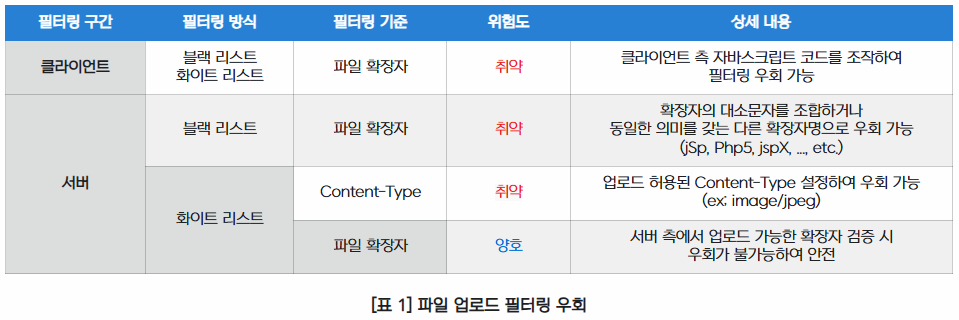 필터링 구간 필터링 방식 필터링 기준 위험도 상세 내용
클라이언트
블랙 리스트
화이트 리스트
파일 확장자
취약
클라이언트 측 자바스크립트 코드를 조작하여
필터링 우회 가능
서버
블랙 리스트
파일 확장자
취약
확장자의 대소문자를 조합하거나
동일한 의미를 갖는 다른 확장자명으로 우회 가능
(jSp, Php5, jspX, ..., etc.)
화이트 리스트
Content-Type
취약
업로드 허용된 Content-Type 설정하여 우회 가능
(ex; image/jpeg)
파일 확장자
양호
서버 측에서 업로드 가능한 확장자 검증 시
우회가 불가능하여 안전
[표 1] 파일 업로드 필터링 우회